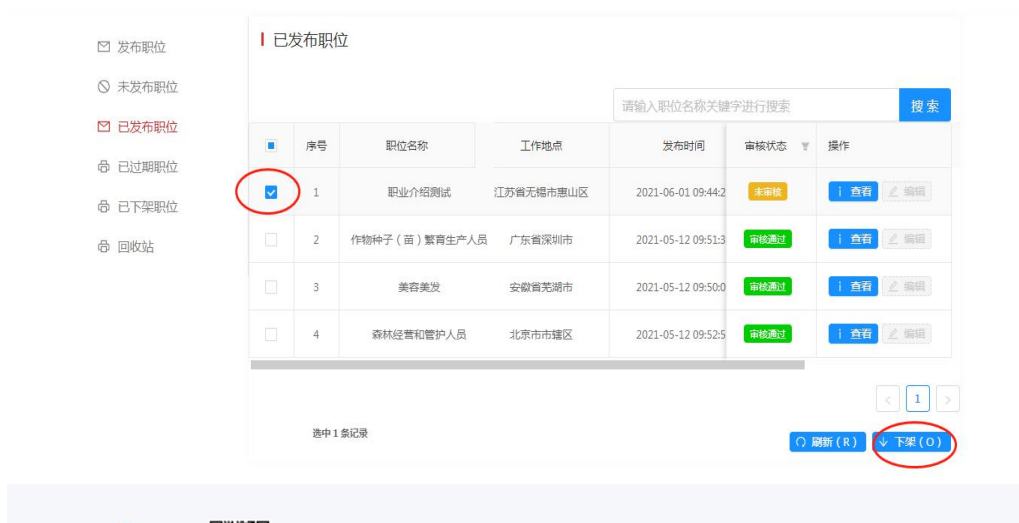 发布职位
未发布职位
已发布职位
已过期职位
已下架职位
回收站
已发布职位
请输入职位名称关键字进行搜索 搜 索
序号 职位名称 工作地点 发布时间 审核状态 操作
1 职业介绍测试 江苏省无锡市惠山区 2021-06-01 09:44:2 未审核 查看 编辑
2 作物种子（苗）繁育生产人员 广东省深圳市 2021-05-12 09:51:3 审核通过 查看 编辑
3 美容美发 安徽省芜湖市 2021-05-12 09:50:0 审核通过 查看 编辑
4 森林经营和管护人员 北京市市辖区 2021-05-12 09:52:5 审核通过 查看 编辑
< 1 >
选中 1 条记录 刷新 ( R ) 下架 ( O )